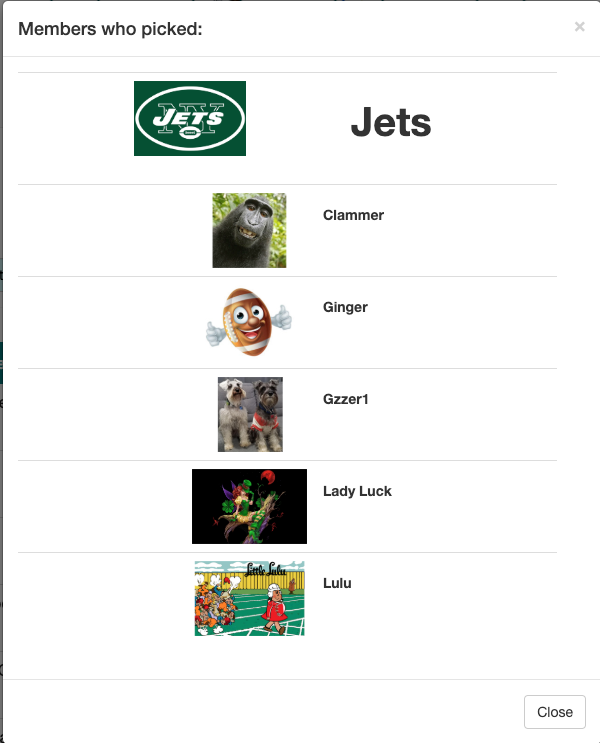 Members who picked:
×
NY
JETS
Jets
Clammer
Ginger
Gzzer1
Lady Luck
Little Lulu
Lulu
Close